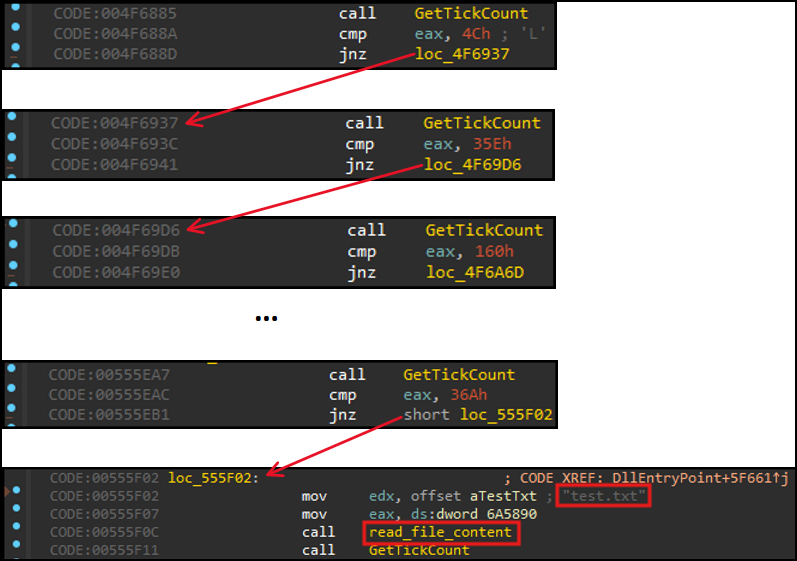 CODE:004F6885 call GetTickCount
CODE:004F688A cmp eax, 4Ch ; 'L'
CODE:004F688D jnz loc_4F6937
CODE:004F6937 call GetTickCount
CODE:004F693C cmp eax, 35Eh
CODE:004F6941 jnz loc_4F69D6
CODE:004F69D6 call GetTickCount
CODE:004F69DB cmp eax, 160h
CODE:004F69E0 jnz loc_4F6A6D
...
CODE:00555EA7 call GetTickCount
CODE:00555EAC cmp eax, 36Ah
CODE:00555EB1 jnz short loc_555F02
CODE:00555F02 loc_555F02: ; CODE XREF: DllEntryPoint+5F661↑j
CODE:00555F02 mov edx, offset aTestTxt ; "test.txt"
CODE:00555F07 mov eax, ds:dword_6A5890
CODE:00555F0C call read_file_content
CODE:00555F11 call GetTickCount